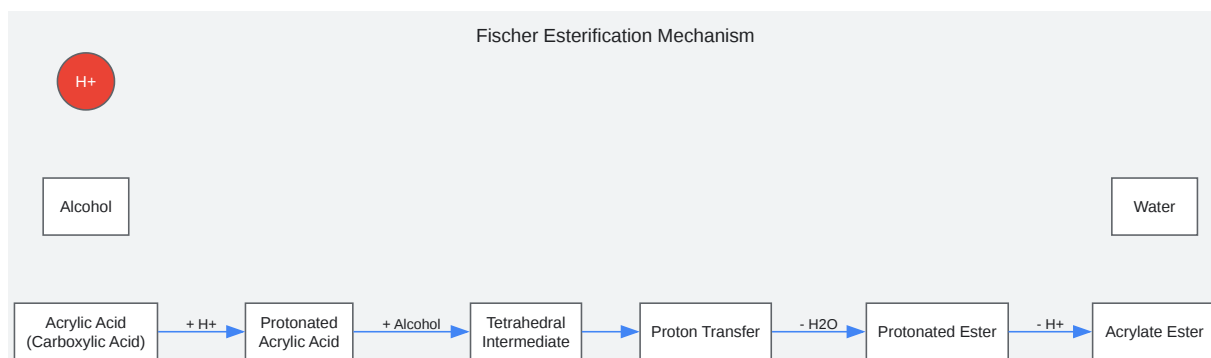 Fischer Esterification Mechanism
H+
Alcohol
Water
Acrylic Acid
(Carboxylic Acid)
+ H+
Protonated
Acrylic Acid
+ Alcohol
Tetrahedral
Intermediate
Proton Transfer
- H2O
Protonated Ester
- H+
Acrylate Ester